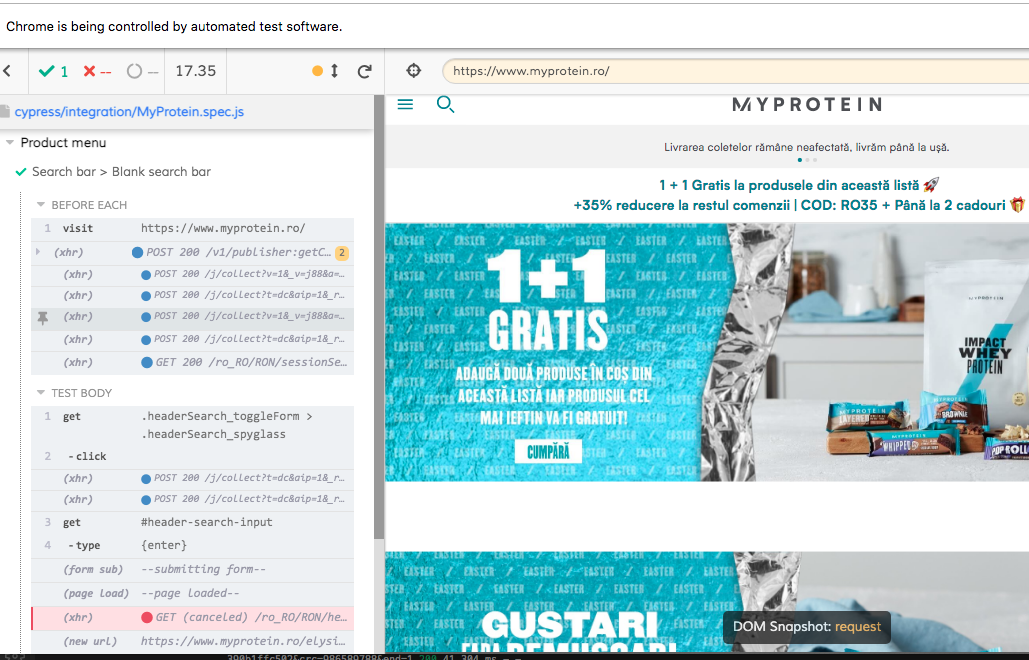 Chrome is being controlled by automated test software.
1 -- -- 17.35
https://www.myprotein.ro/
cypress/integration/MyProtein.spec.js
Product menu
Search bar > Blank search bar
BEFORE EACH
1 visit https://www.myprotein.ro/
(xhr) POST 200 /v1/publisher:getC... 2
(xhr) POST 200 /j/collect?v=1&_v=j88&a=...
(xhr) POST 200 /j/collect?t=dc&aip=1&_r...
(xhr) POST 200 /j/collect?v=1&_v=j88&a=...
(xhr) POST 200 /j/collect?t=dc&aip=1&_r...
(xhr) GET 200 /ro_RO/RON/sessionSe...
TEST BODY
1 get .headerSearch_toggleForm >
.headerSearch_spyglass
2 -click
(xhr) POST 200 /j/collect?t=dc&aip=1&_r...
(xhr) POST 200 /j/collect?t=dc&aip=1&_r...
3 get #header-search-input
4 -type {enter}
(form sub) --submitting form--
(page load) --page loaded--
(xhr) GET (canceled) /ro_RO/RON/he...
(new url) https://www.myprotein.ro/elysi...
MYPROTEIN
Livrarea coletelor rămâne neafectată, livrăm până la ușă.
1 + 1 Gratis la produsele din această listă 🚀
+35% reducere la restul comenzii | COD: RO35 + Până la 2 cadouri 🎁
EASTER
1+1
GRATIS
ADAUGĂ DOUĂ PRODUSE ÎN COȘ DIN
ACEASTĂ LISTĂ IAR PRODUSUL CEL
MAI IEFTIN VA FI GRATUIT!
CUMPĂRĂ
MYPROTEIN
IMPACT
WHEY
PROTEIN
MYPROTEIN
LAYERED
BROWNIE
MYPROTEIN
WHIPPED
POP ROLL
EASTER
GUSTARI
DOM Snapshot: request